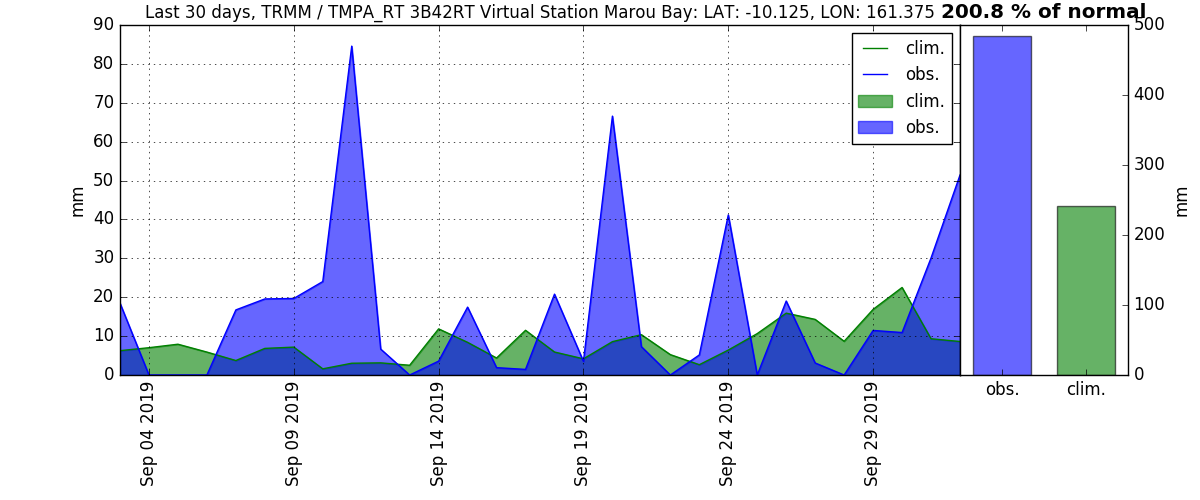 Last 30 days, TRMM / TMPA_RT 3B42RT Virtual Station Marou Bay: LAT: -10.125, LON: 161.375 200.8 % of normal
90
80
70
60
50
40
30
20
10
0
mm
clim.
obs.
clim.
obs.
Sep 04 2019
Sep 09 2019
Sep 14 2019
Sep 19 2019
Sep 24 2019
Sep 29 2019
500
400
300
200
100
0
mm
obs. clim.